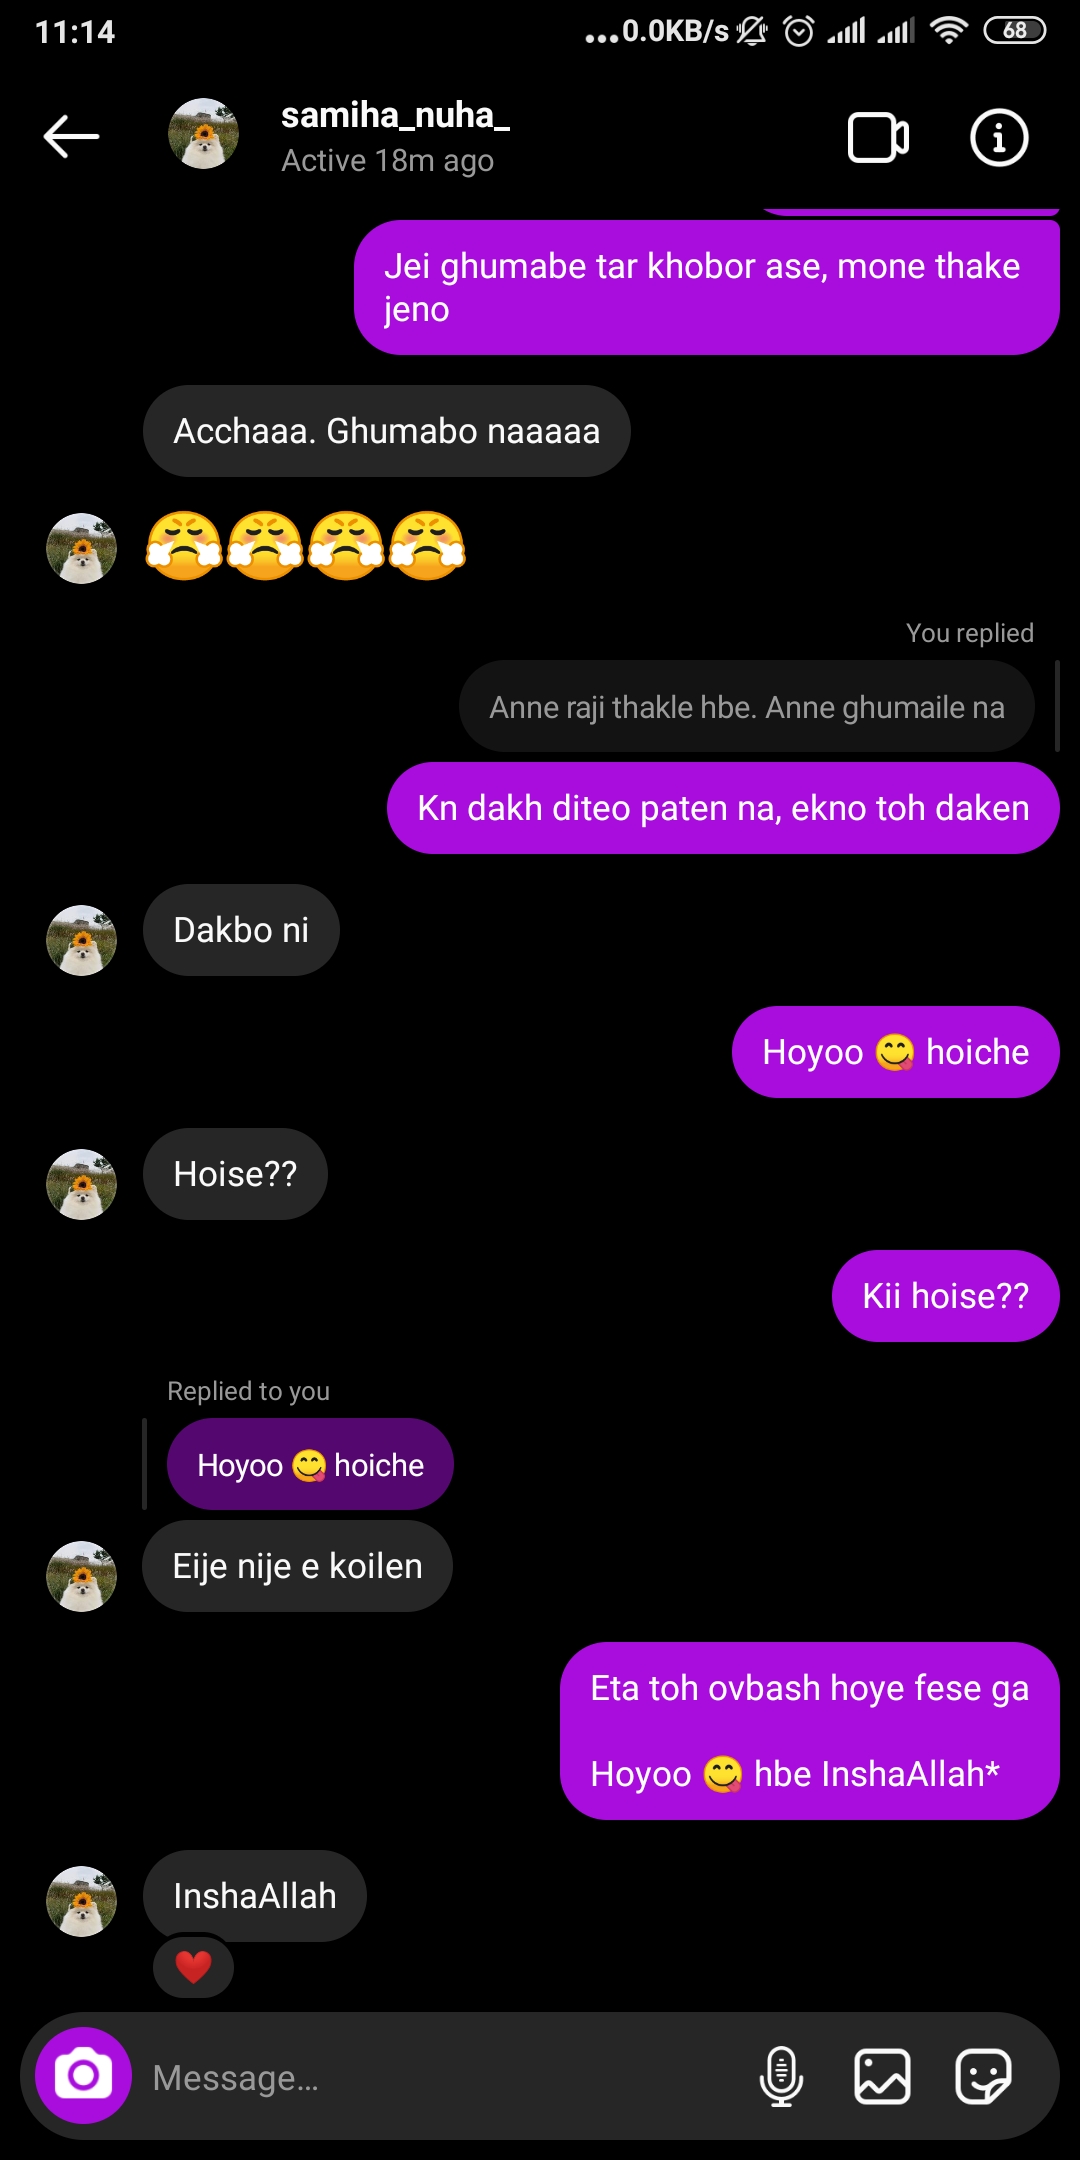 11:14
...0.0KB/s
68
samiha_nuha_
Active 18m ago
Jei ghumabe tar khobor ase, mone thake
jeno
Acchaaa. Ghumabo naaaaa
😤😤😤😤
You replied
Anne raji thakle hbe. Anne ghumaile na
Kn dakh diteo paten na, ekno toh daken
Dakbo ni
Hoyoo 😋 hoiche
Hoise??
Kii hoise??
Replied to you
Hoyoo 😋 hoiche
Eije nije e koilen
Eta toh ovbash hoye fese ga
Hoyoo 😋 hbe InshaAllah*
InshaAllah
❤️
Message...